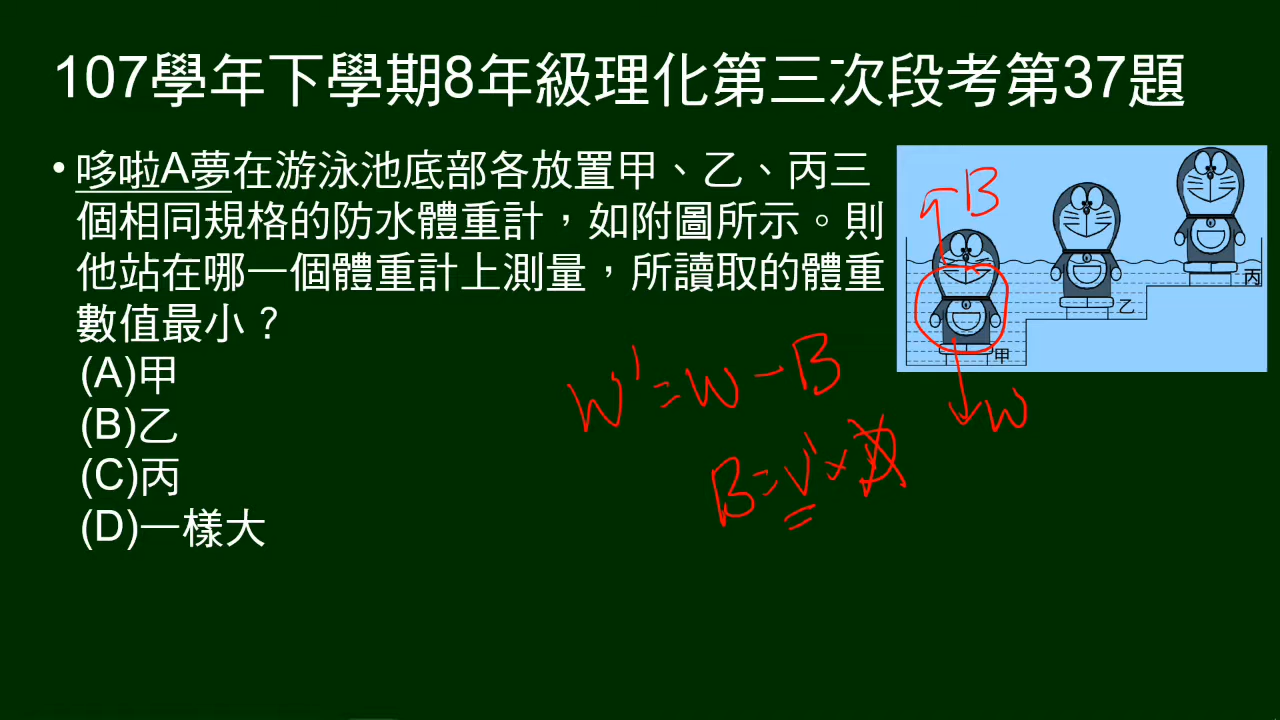 107學年下學期8年級理化第三次段考第37題
• 哆啦A夢在游泳池底部各放置甲、乙、丙三
個相同規格的防水體重計，如附圖所示。則
他站在哪一個體重計上測量，所讀取的體重
數值最小？
(A)甲
(B)乙
(C)丙
(D)一樣大
B
丙
乙
甲
W
W' = W - B
B = V' ×